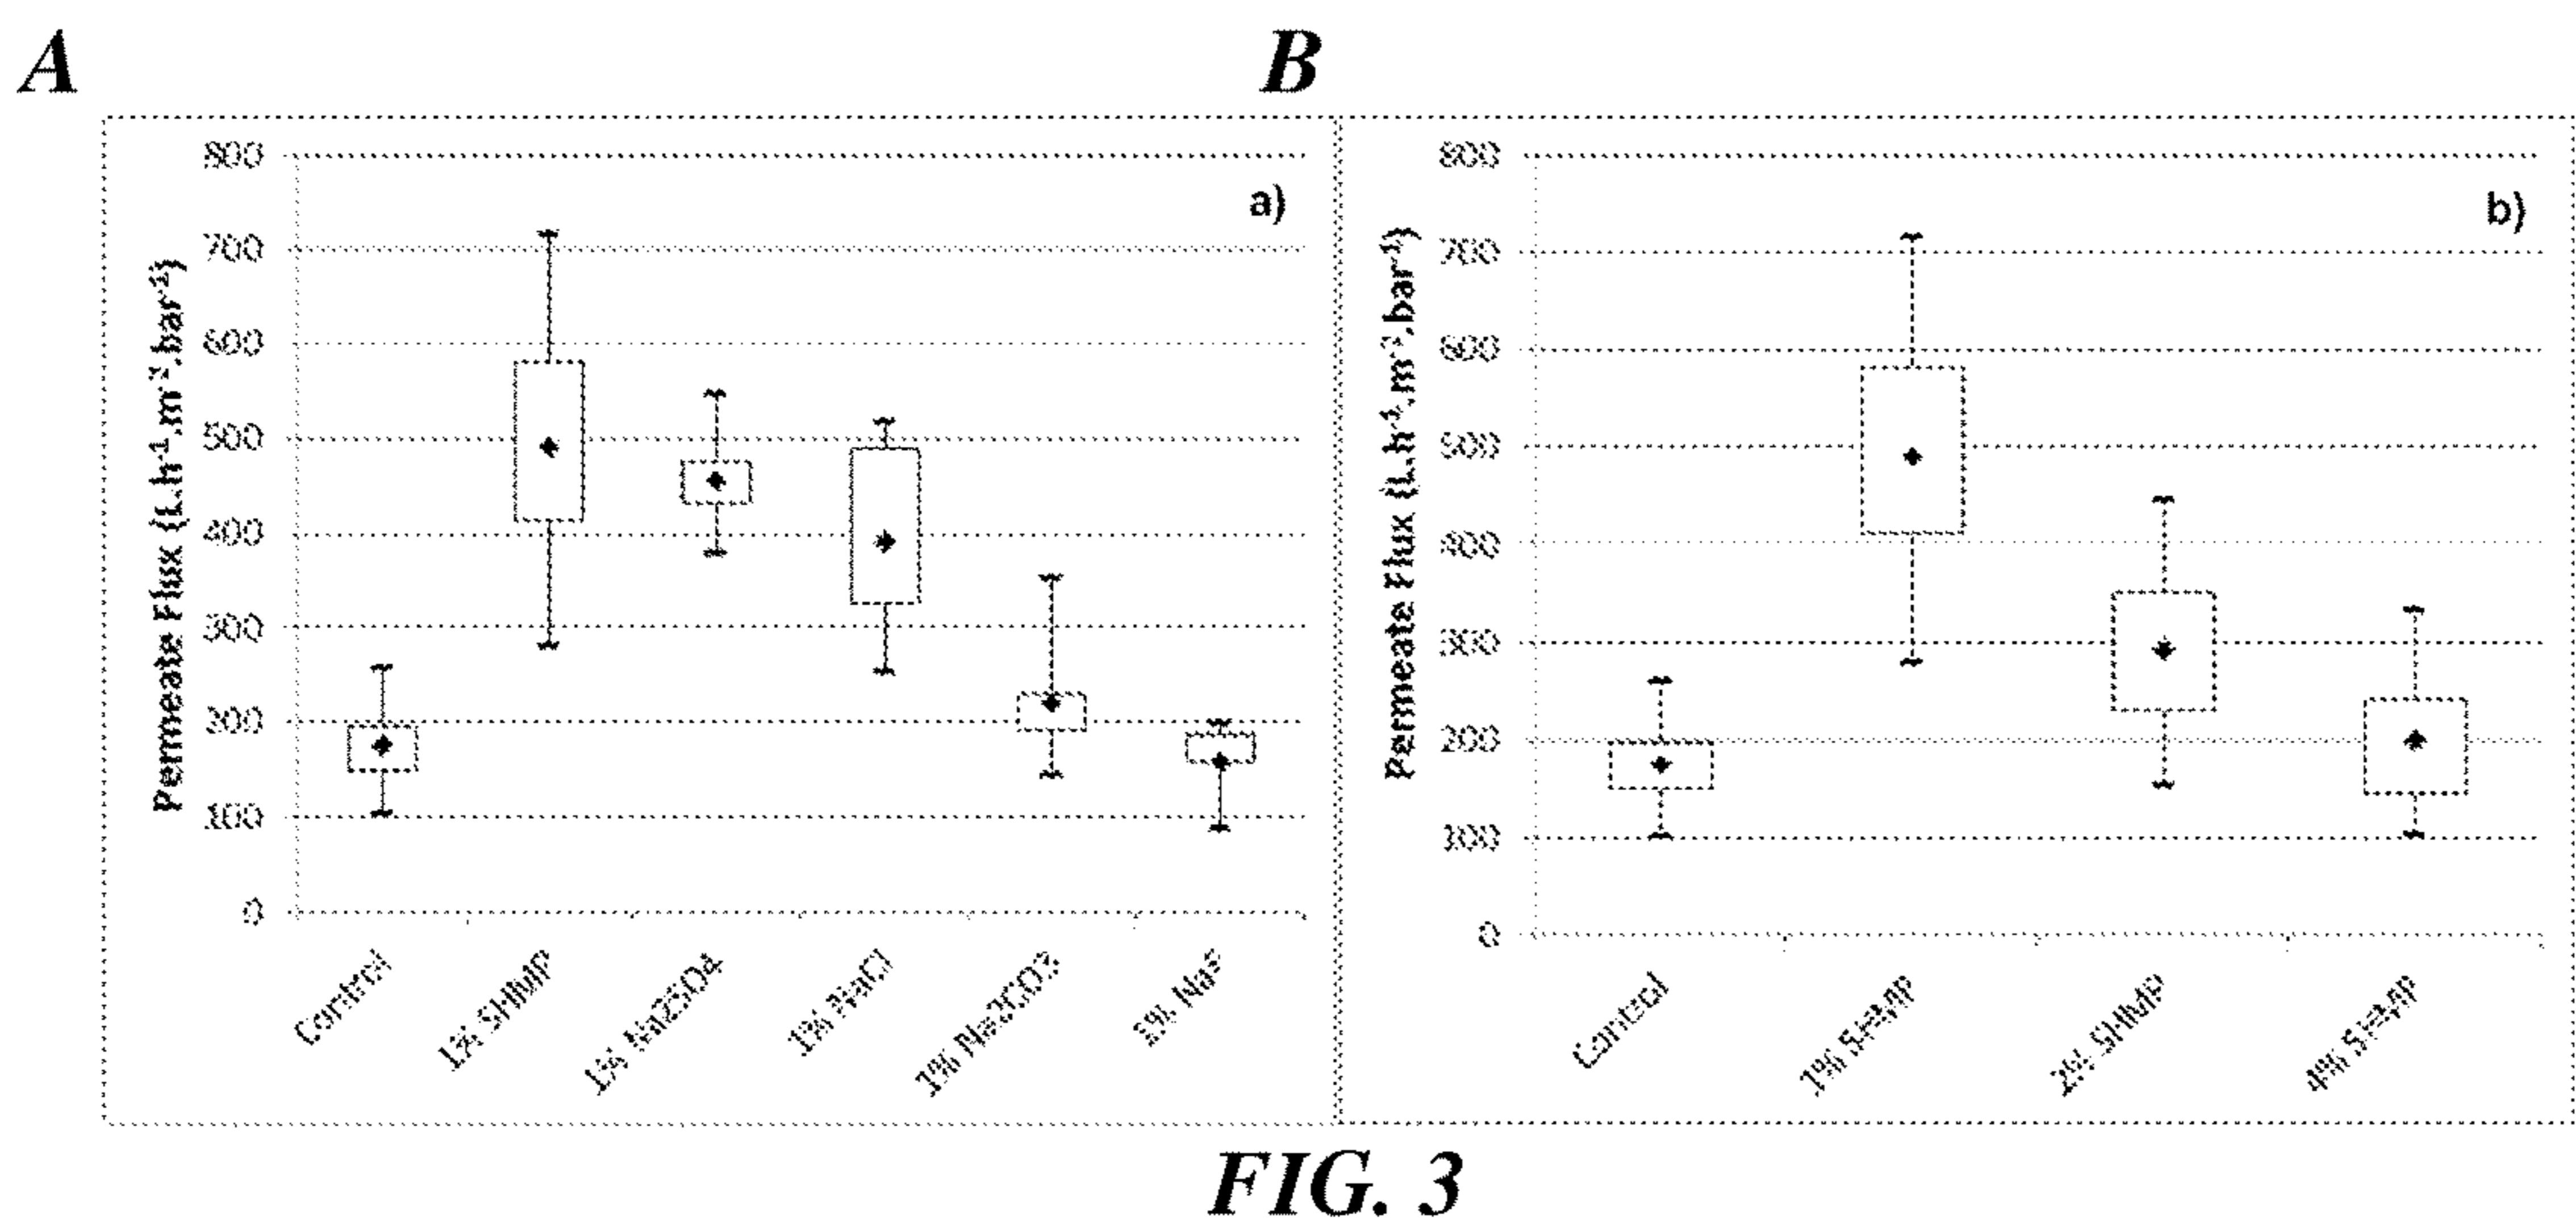 A
B
a)
Permeate Flux (L.h-1.m-2.bar-1)
800
700
600
500
400
300
200
100
0
Control
1% SHMP
1% Na2SO4
1% NaCl
1% Na2CO3
b)
Permeate Flux (L.h-1.m-2.bar-1)
800
700
600
500
400
300
200
100
0
Control
1% SHMP
2% SHMP
4% SHMP
FIG. 3